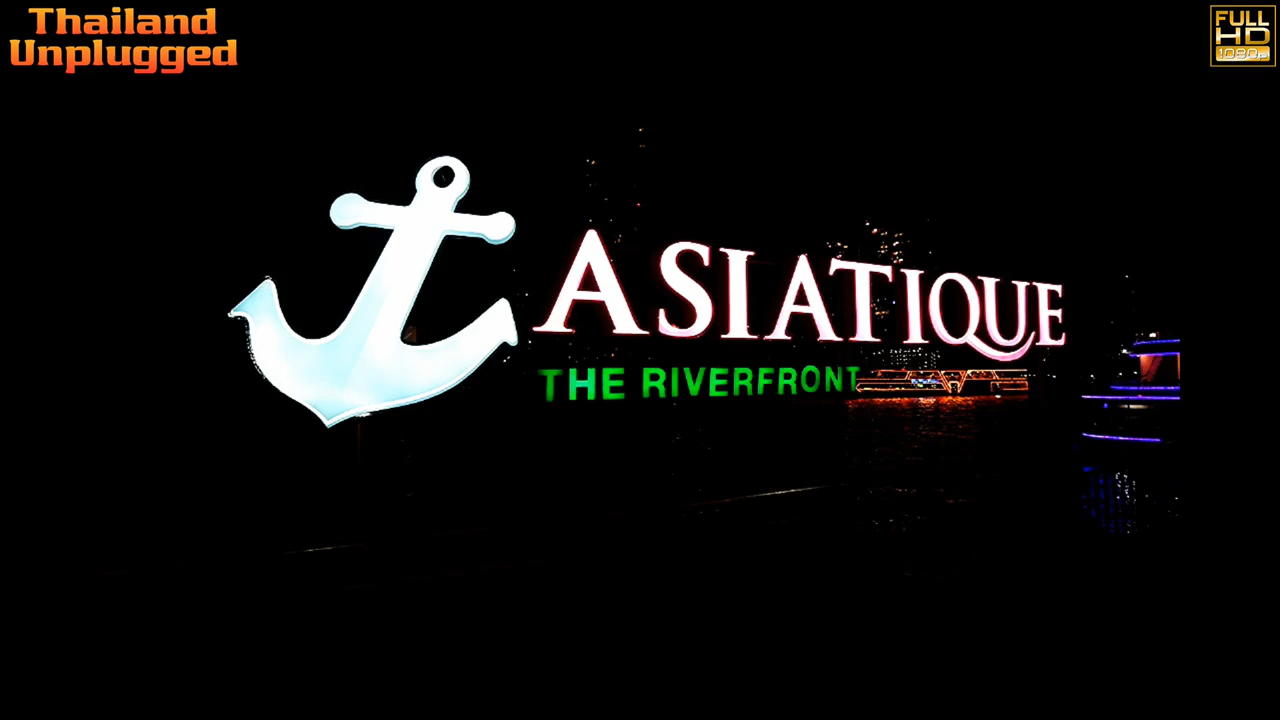 Thailand
Unplugged
FULL
HD
1080p
ASIATIQUE
THE RIVERFRONT